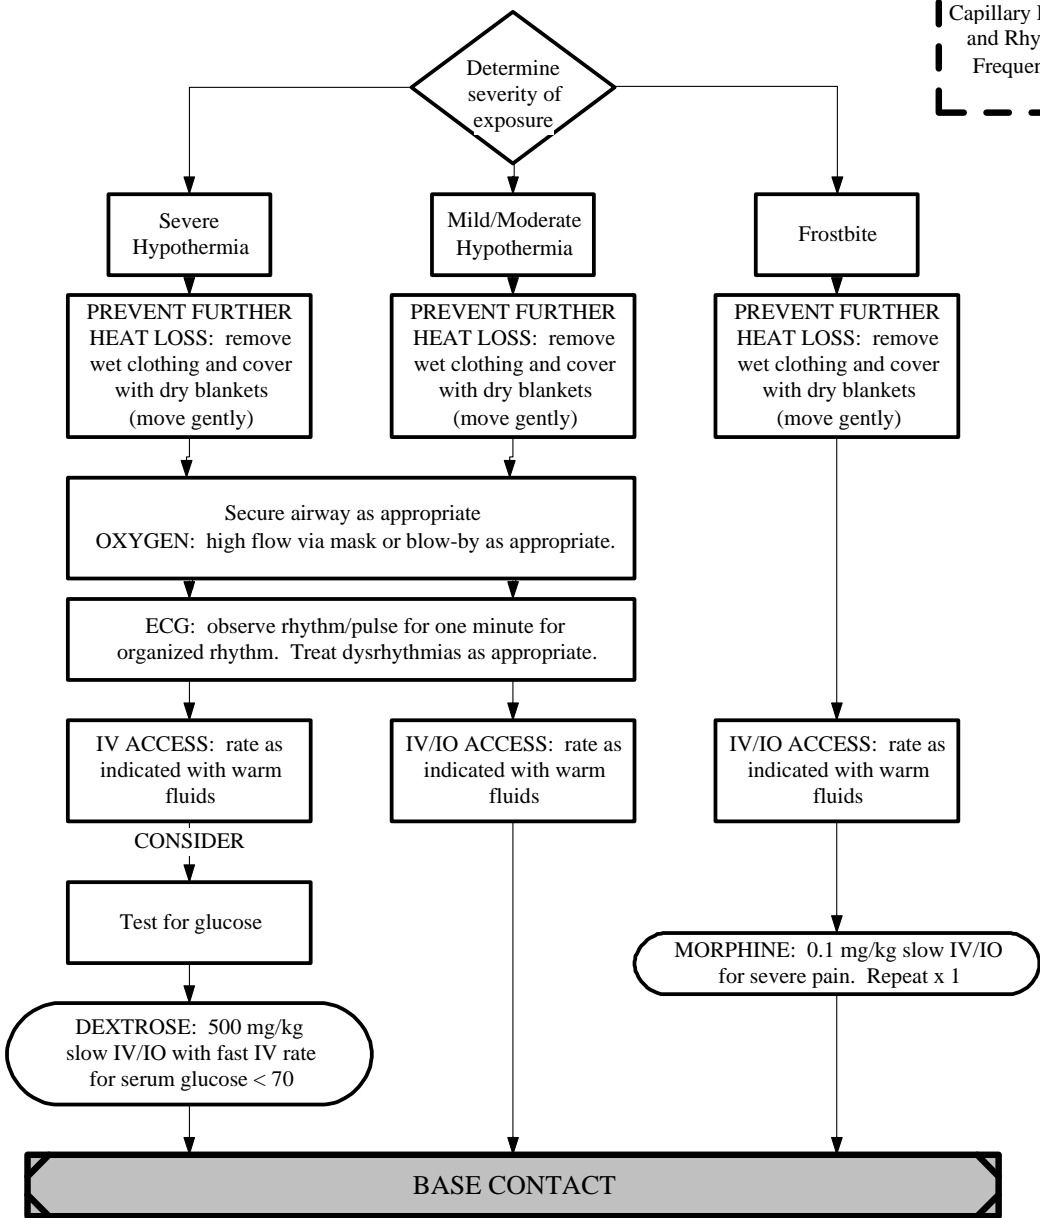 Capillary
and
Determine
severity of
exposure
Severe
Hypothermia
Mild/Moderate
Hypothermia
Frostbite
PREVENT FURTHER
HEAT LOSS: remove
wet clothing and cover
with dry blankets
(move gently)
PREVENT FURTHER
HEAT LOSS: remove
wet clothing and cover
with dry blankets
(move gently)
PREVENT FURTHER
HEAT LOSS: remove
wet clothing and cover
with dry blankets
(move gently)
Secure airway as appropriate
OXYGEN: high flow via mask or blow-by as appropriate.
ECG: observe rhythm/pulse for one minute for
organized rhythm. Treat dysrhythmias as appropriate.
IV ACCESS: rate as
indicated with warm
fluids
IV/IO ACCESS: rate as
indicated with warm
fluids
IV/IO ACCESS: rate as
indicated with warm
fluids
CONSIDER
Test for glucose
MORPHINE: 0.1 mg/kg slow IV/IO
for severe pain. Repeat x 1
DEXTROSE: 500 mg/kg
slow IV/IO with fast IV rate
for serum glucose < 70
BASE CONTACT